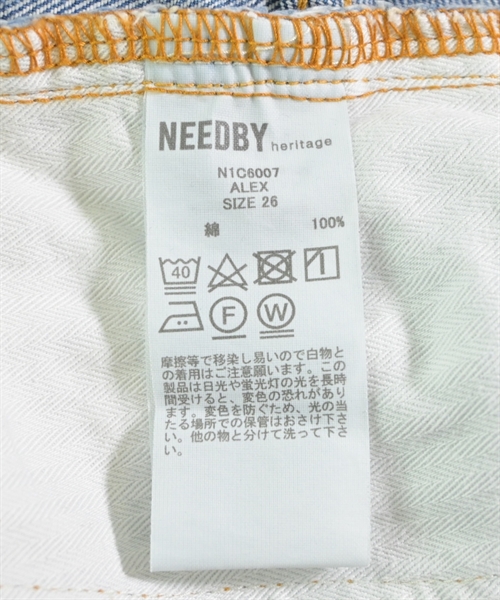 NEEDBY heritage
N1C6007
ALEX
SIZE 26
綿 100%
40
F W
摩擦等で移染し易いので白物と
の着用はご注意願います。この
製品は日光や蛍光灯の光を長時
間受けると、変色の恐れがあり
ます。変色を防ぐため、光の当
たる場所での保管はおさけ下さ
い。他の物と分けて洗って下さ
い。